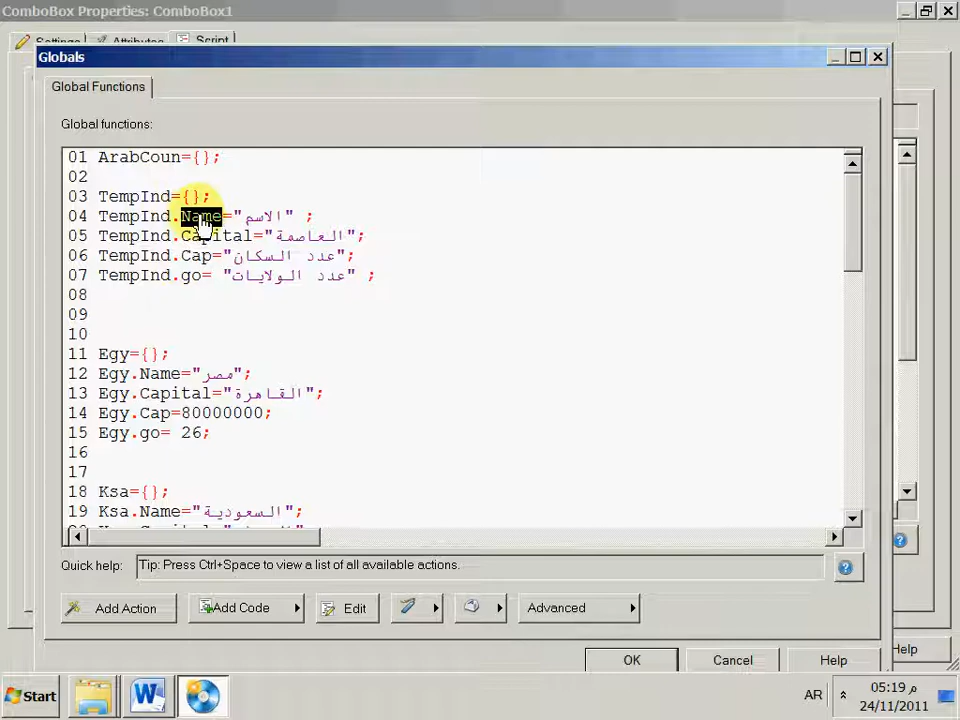 ComboBox Properties: ComboBox1
Settings Attributes Script
Globals
Global Functions
Global functions:
01 ArabCoun={};
02
03 TempInd={};
04 TempInd.Name="الاسم" ;
05 TempInd.Capital="العاصمة";
06 TempInd.Cap="عدد السكان";
07 TempInd.go= "عدد الولايات" ;
08
09
10
11 Egy={};
12 Egy.Name="مصر";
13 Egy.Capital="القاهرة";
14 Egy.Cap=80000000;
15 Egy.go= 26;
16
17
18 Ksa={};
19 Ksa.Name="السعودية";
Quick help: Tip: Press Ctrl+Space to view a list of all available actions.
Add Action Add Code Edit Advanced
OK Cancel Help
Help
Start AR 05:19 م
24/11/2011